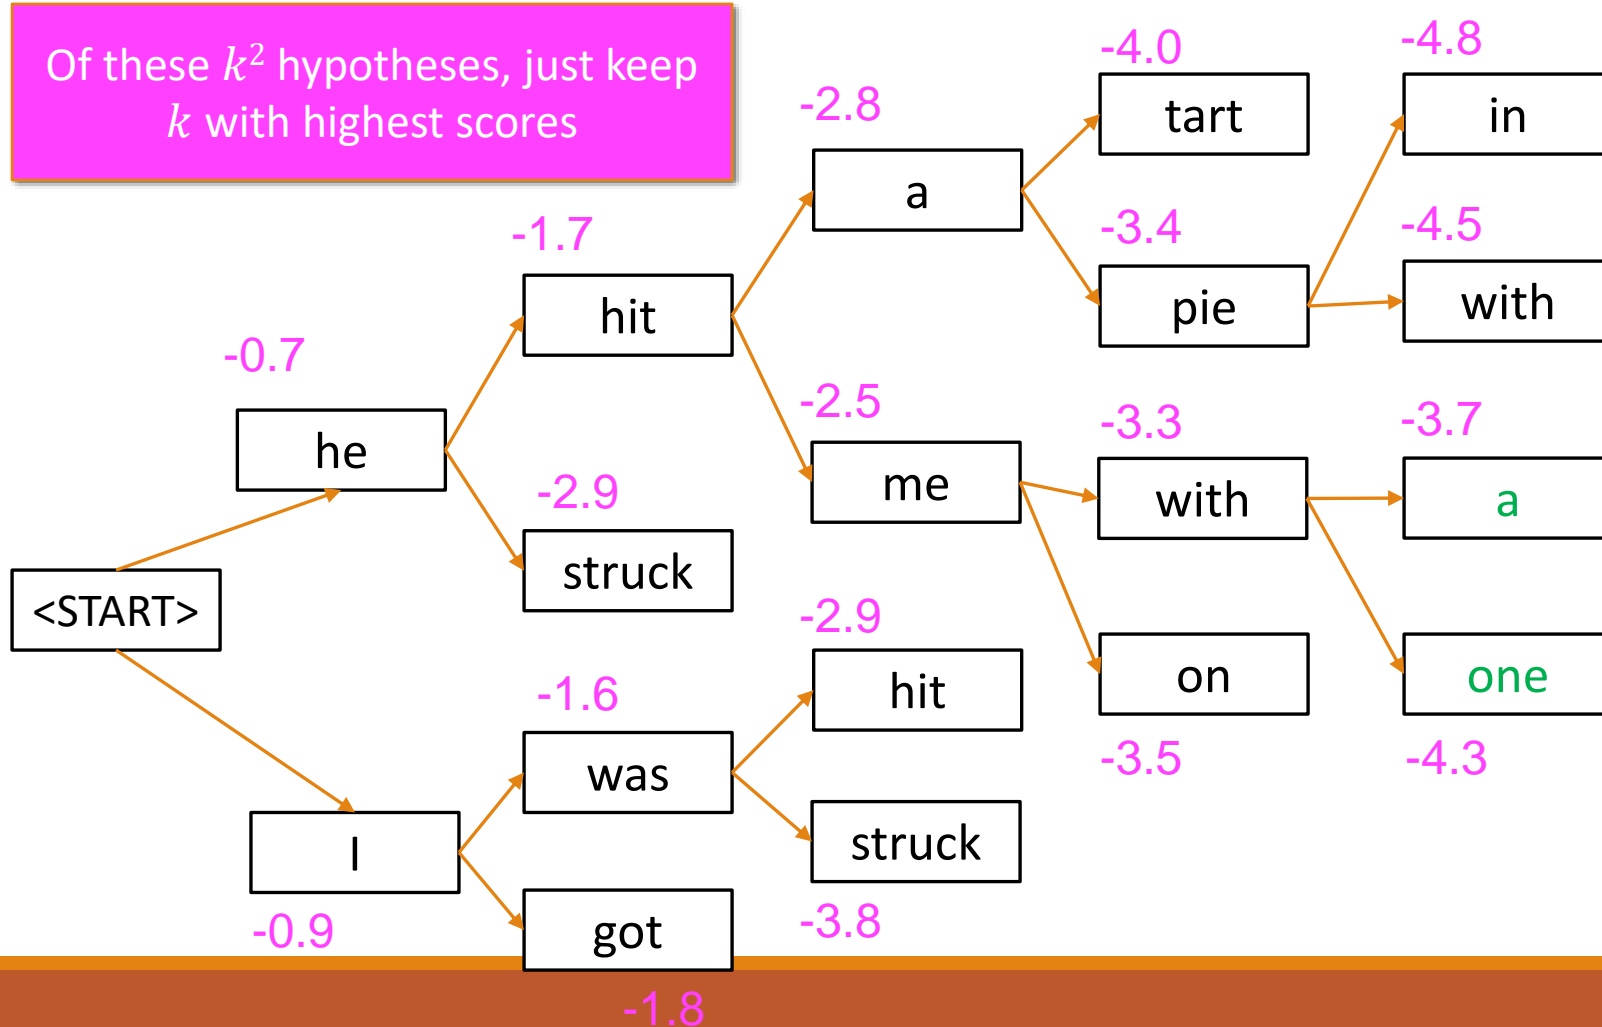 Of these k² hypotheses, just keep
k with highest scores
-0.7
he
<START>
I
-0.9
-1.7
hit
-2.9
struck
-1.6
was
got
-1.8
-2.8
a
-2.5
me
-2.9
hit
struck
-3.8
-4.0
tart
-3.4
pie
-3.3
with
on
-3.5
-4.8
in
-4.5
with
-3.7
a
one
-4.3